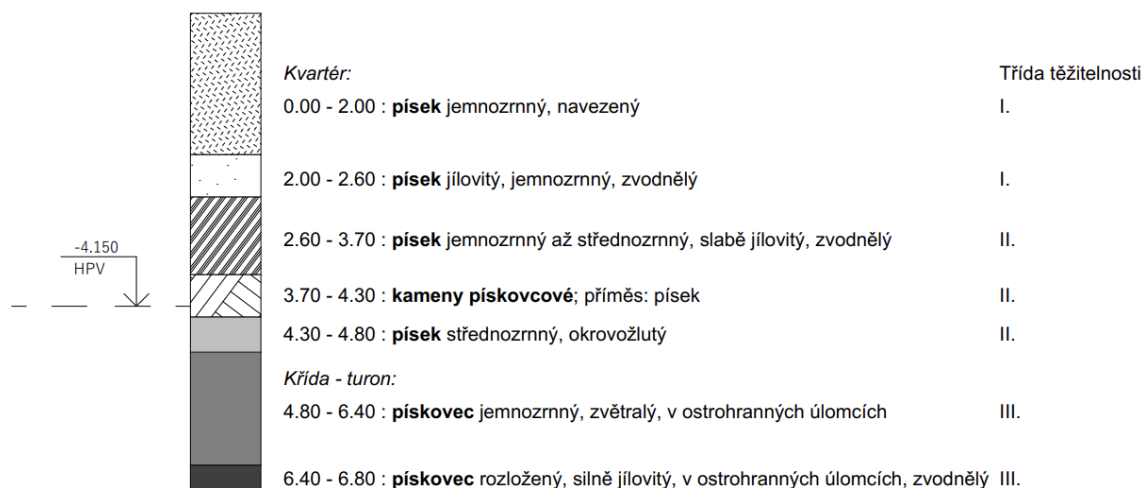 Kvartér:
Třída těžitelnosti
0.00 - 2.00 : písek jemnozrnný, navezený I.
2.00 - 2.60 : písek jílovitý, jemnozrnný, zvodnělý I.
2.60 - 3.70 : písek jemnozrnný až střednozrnný, slabě jílovitý, zvodnělý II.
-4.150
HPV
3.70 - 4.30 : kameny pískovcové; příměs: písek II.
4.30 - 4.80 : písek střednozrnný, okrovožlutý II.
Křída - turon:
4.80 - 6.40 : pískovec jemnozrnný, zvětralý, v ostrohranných úlomcích III.
6.40 - 6.80 : pískovec rozložený, silně jílovitý, v ostrohranných úlomcích, zvodnělý III.